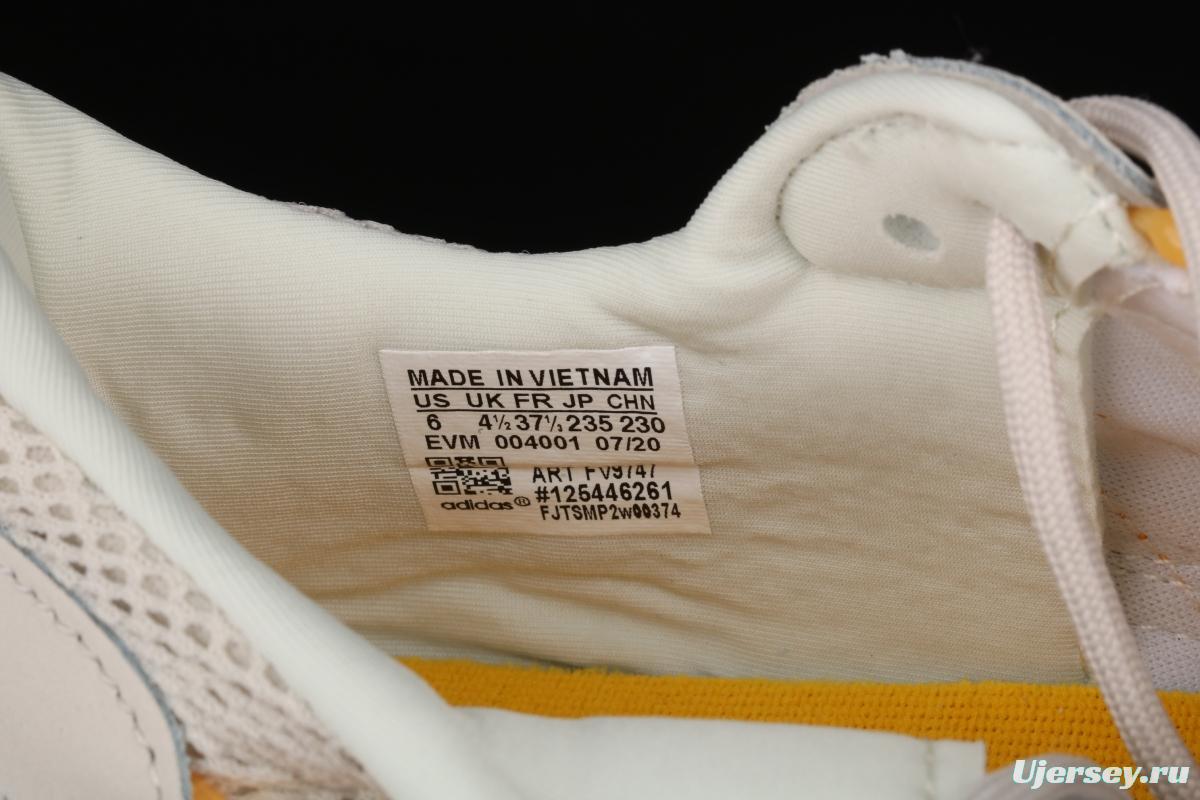 MADE IN VIETNAM
US UK FR JP CHN
6 4½ 37⅓ 235 230
EVM 004001 07/20
ART FV9747
#125446261
adidas®
FJTSMP2w00374
Ujersey.ru